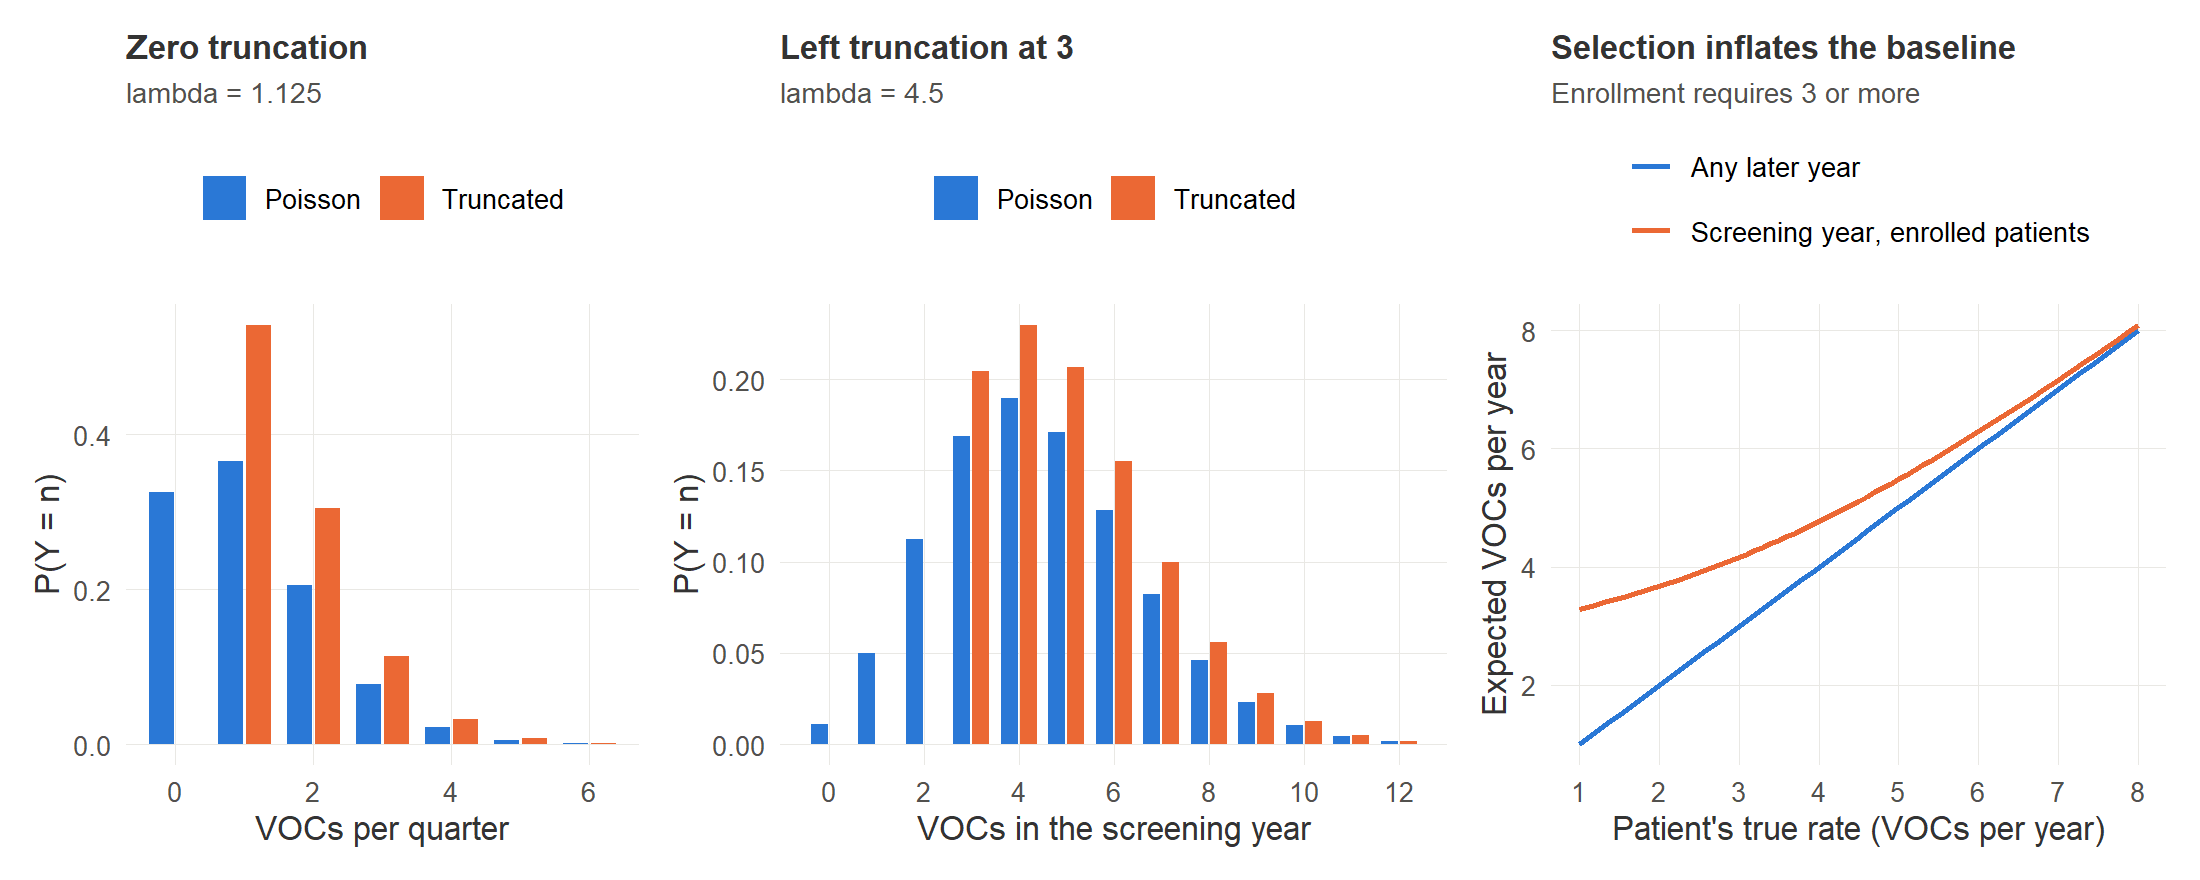 Zero truncation
lambda = 1.125
Poisson
Truncated
P(Y = n)
0.4
0.2
0.0
0 2 4 6
VOCs per quarter
Left truncation at 3
lambda = 4.5
Poisson
Truncated
P(Y = n)
0.20
0.15
0.10
0.05
0.00
0 2 4 6 8 10 12
VOCs in the screening year
Selection inflates the baseline
Enrollment requires 3 or more
Any later year
Screening year, enrolled patients
Expected VOCs per year
8
6
4
2
1 2 3 4 5 6 7 8
Patient's true rate (VOCs per year)